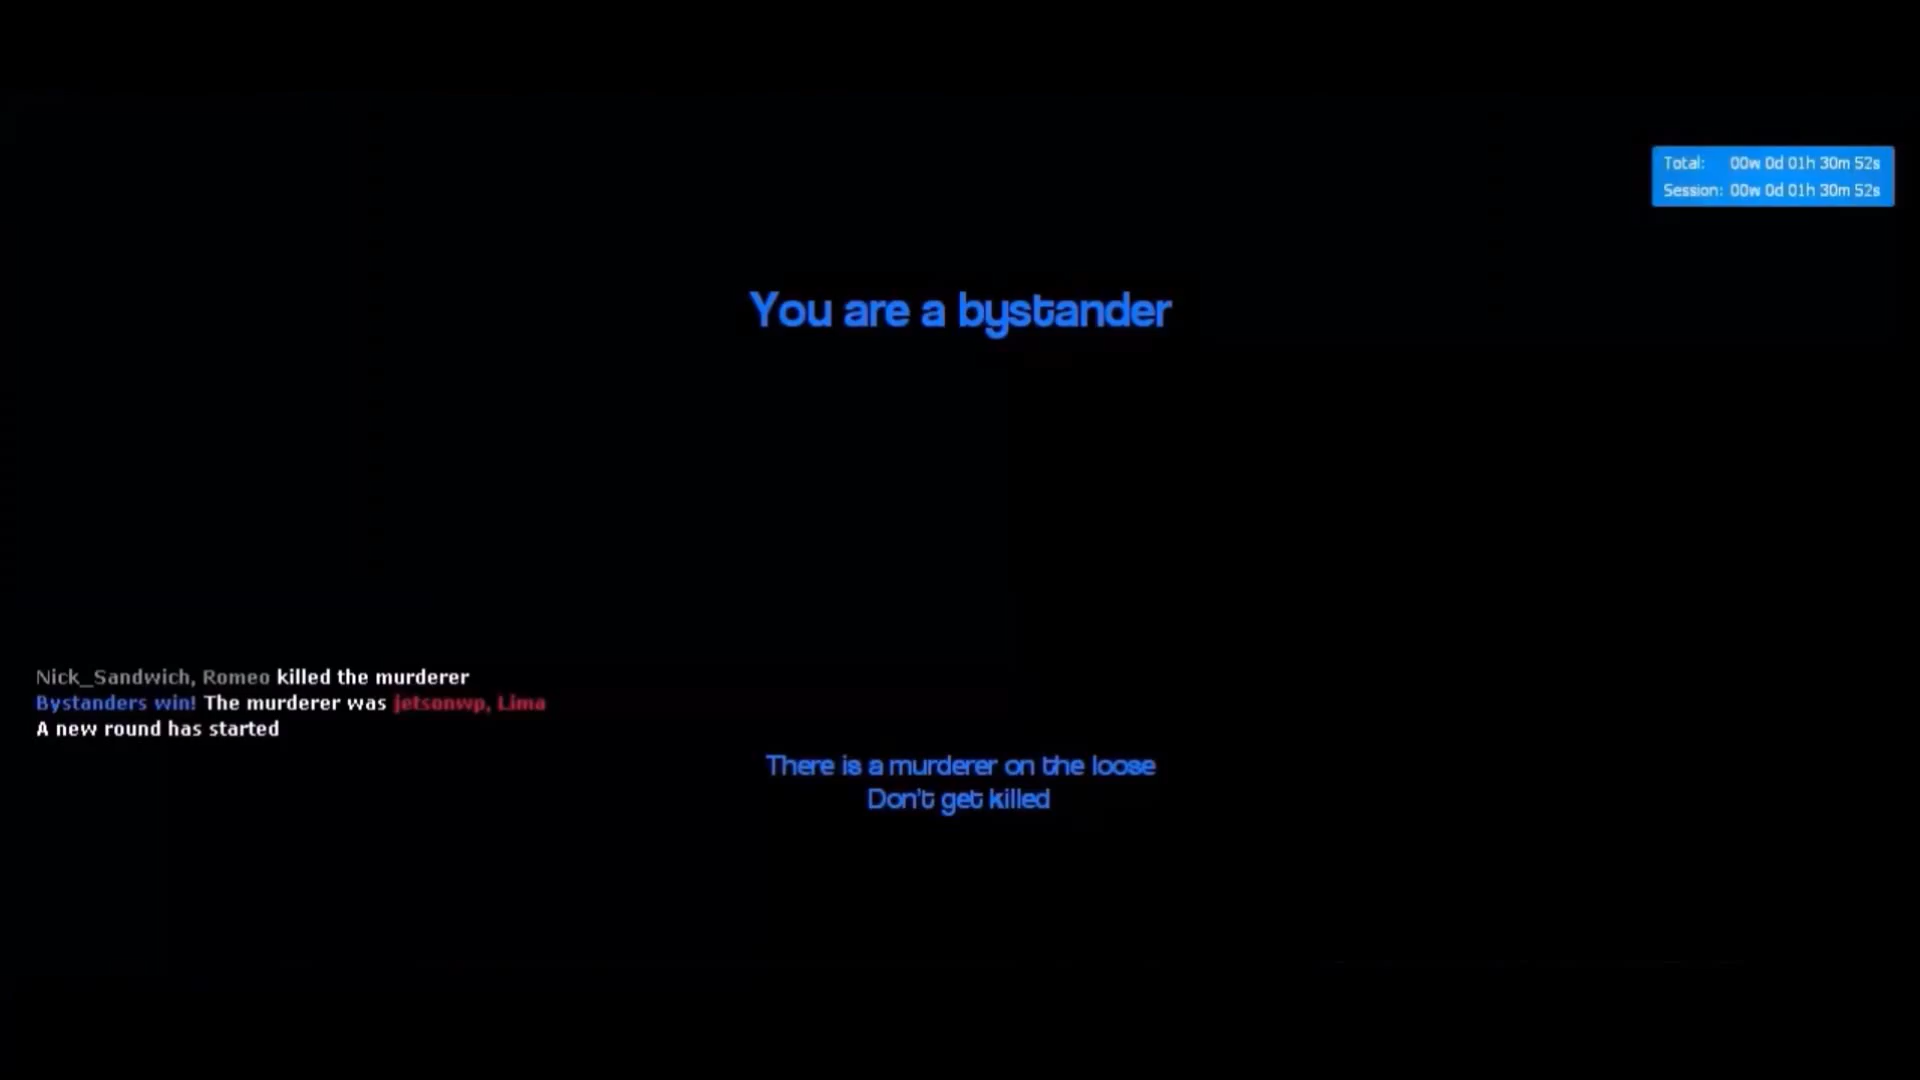 Total: 00w 0d 01h 30m 52s
Session: 00w 0d 01h 30m 52s
You are a bystander
Nick_Sandwich, Romeo killed the murderer
Bystanders win! The murderer was jetsonwp, Lima
A new round has started
There is a murderer on the loose
Don't get killed